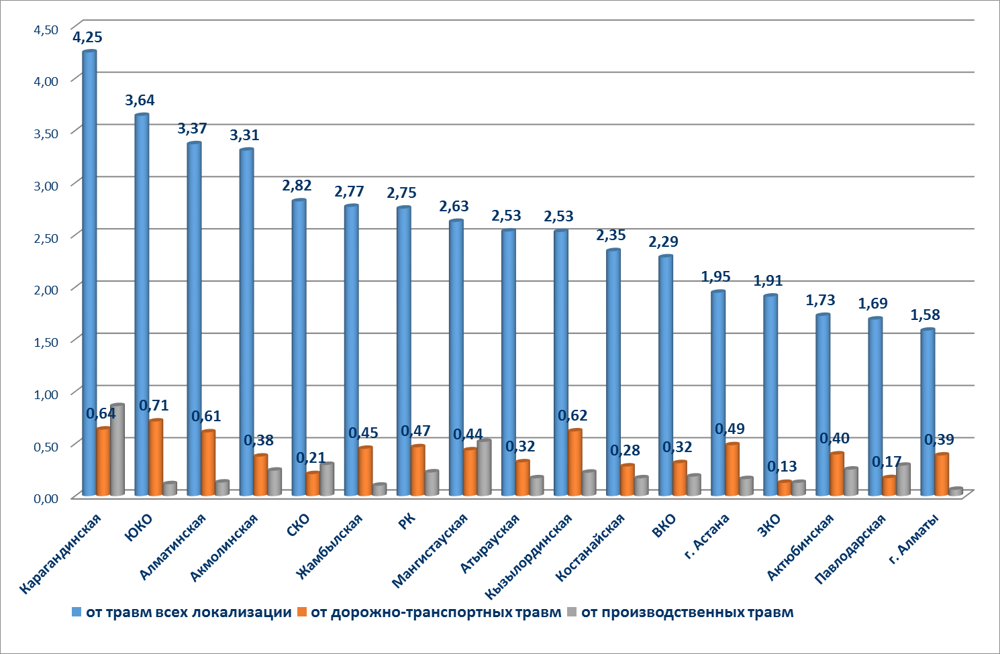 4,50
4,00
3,50
3,00
2,50
2,00
1,50
1,00
0,50
0,00
4,25
3,64
3,37
3,31
2,82
2,77
2,75
2,63
2,53
2,53
2,35
2,29
1,95
1,91
1,73
1,69
1,58
0,64
0,71
0,61
0,38
0,21
0,45
0,47
0,44
0,32
0,62
0,28
0,32
0,49
0,13
0,40
0,17
0,39
Карагандинская
ЮКО
Алматинская
Акмолинская
СКО
Жамбылская
РК
Мангистауская
Атырауская
Кызылординская
Костанайская
ВКО
г. Астана
ЗКО
Актюбинская
Павлодарская
г. Алматы
от травм всех локализации от дорожно-транспортных травм от производственных травм